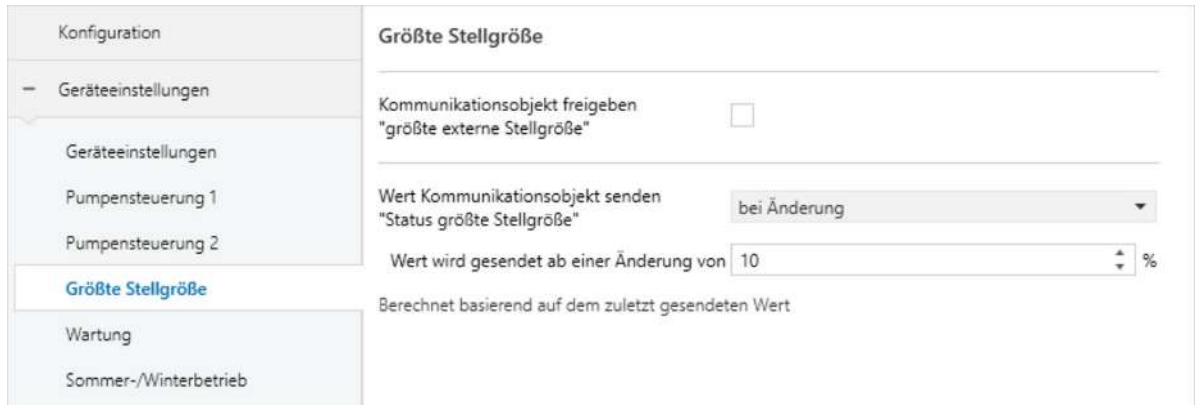 Konfiguration
− Geräteeinstellungen
Geräteeinstellungen
Pumpensteuerung 1
Pumpensteuerung 2
Größte Stellgröße
Wartung
Sommer-/Winterbetrieb
Größte Stellgröße
Kommunikationsobjekt freigeben
"größte externe Stellgröße"
Wert Kommunikationsobjekt senden
"Status größte Stellgröße"
bei Änderung
Wert wird gesendet ab einer Änderung von 10 %
Berechnet basierend auf dem zuletzt gesendeten Wert